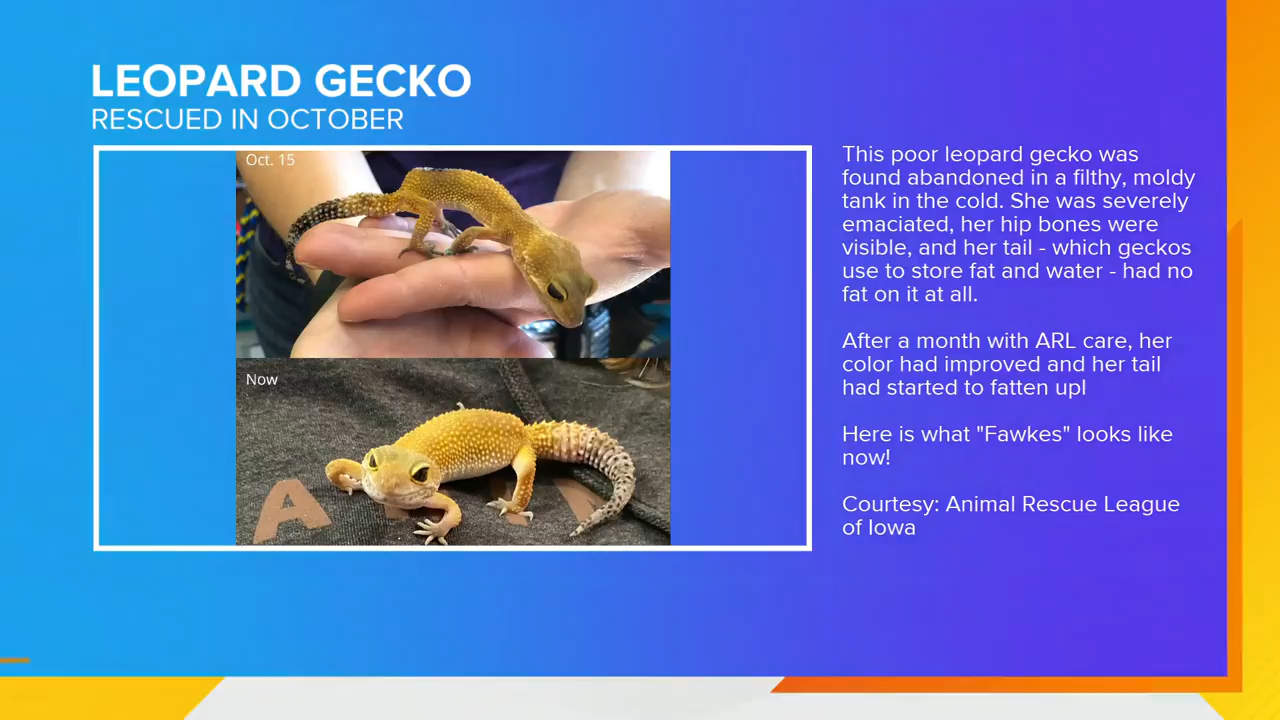 LEOPARD GECKO
RESCUED IN OCTOBER
Oct. 15
Now
A
This poor leopard gecko was
found abandoned in a filthy, moldy
tank in the cold. She was severely
emaciated, her hip bones were
visible, and her tail - which geckos
use to store fat and water - had no
fat on it at all.
After a month with ARL care, her
color had improved and her tail
had started to fatten up!
Here is what "Fawkes" looks like
now!
Courtesy: Animal Rescue League
of Iowa